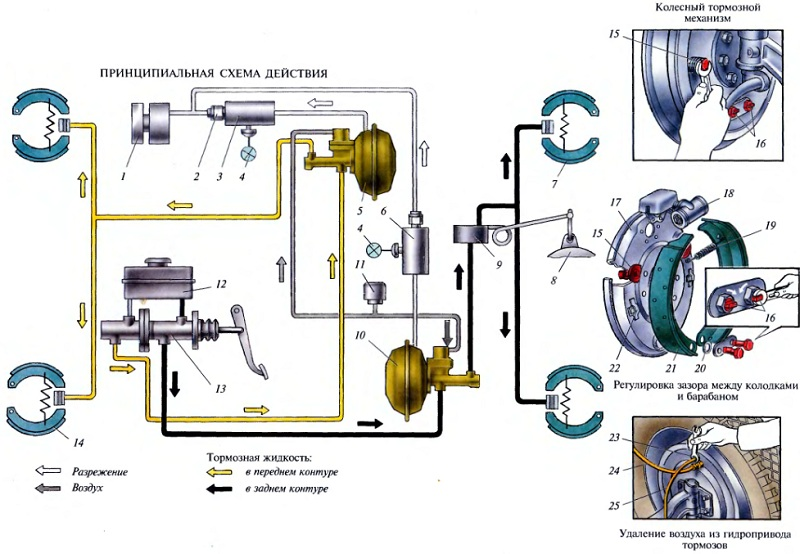 Колесный тормозной
механизм
15
16
ПРИНЦИПИАЛЬНАЯ СХЕМА ДЕЙСТВИЯ
1
2
3
4
5
6
7
4
11
9
8
12
13
10
14
17
18
15
19
16
22
21
20
Регулировка зазора между колодками
и барабаном
23
24
25
Удаление воздуха из гидропривода
тормозов
Тормозная жидкость:
Разрежение
в переднем контуре
Воздух
в заднем контуре